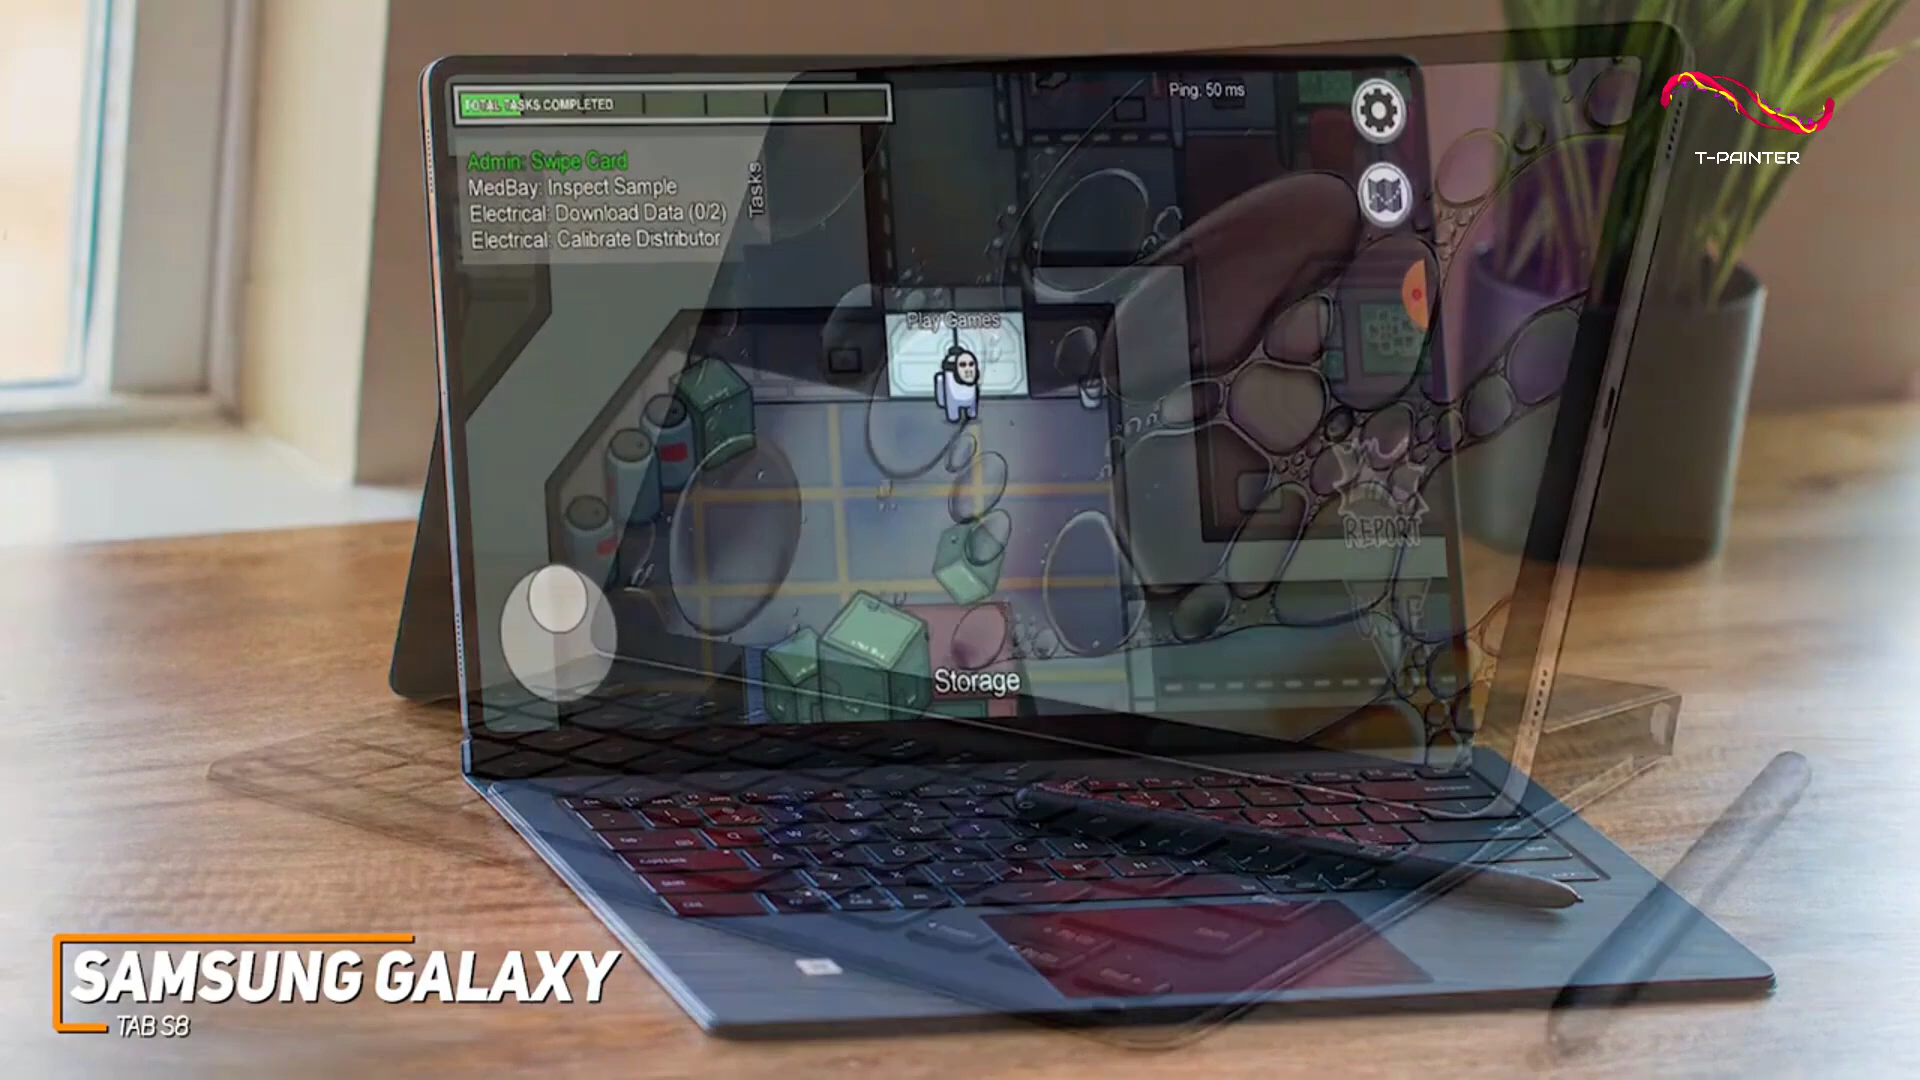 TOTAL TASKS COMPLETED
Ping: 50 ms
T-PAINTER
Admin: Swipe Card
MedBay: Inspect Sample
Electrical: Download Data (0/2)
Electrical: Calibrate Distributor
Tasks
Play Games
REPORT
USE
Storage
SAMSUNG GALAXY
TAB S8